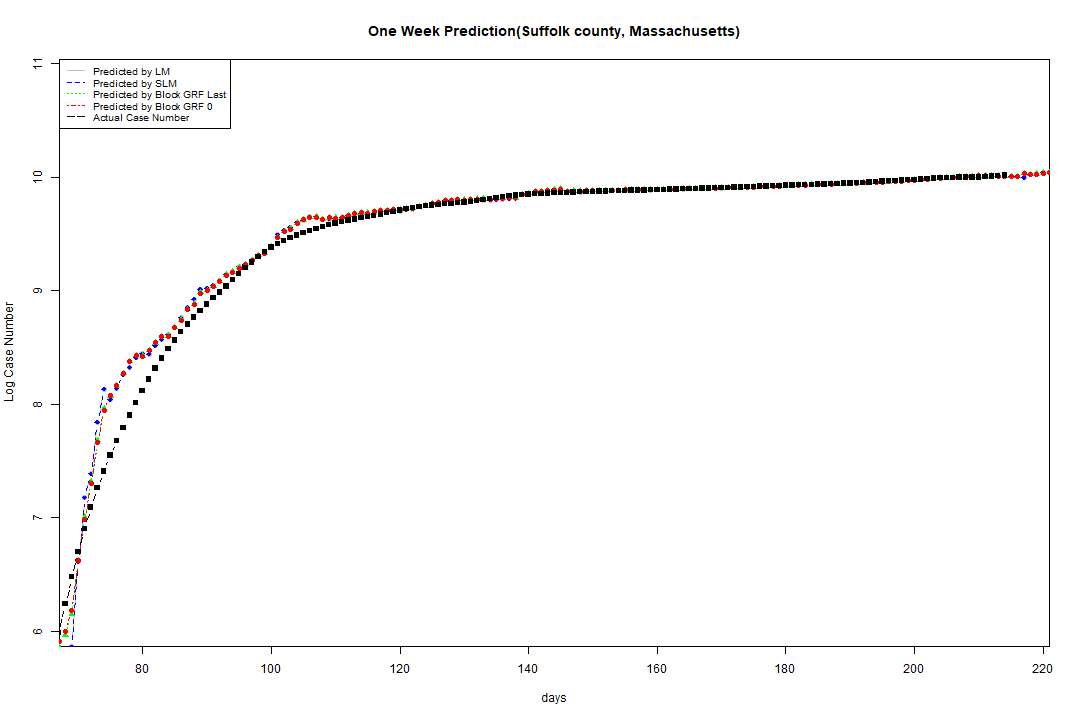 One Week Prediction(Suffolk county, Massachusetts)
Predicted by LM
Predicted by SLM
Predicted by Block GRF Last
Predicted by Block GRF 0
Actual Case Number
11
10
9
8
7
6
Log Case Number
80 100 120 140 160 180 200 220
days